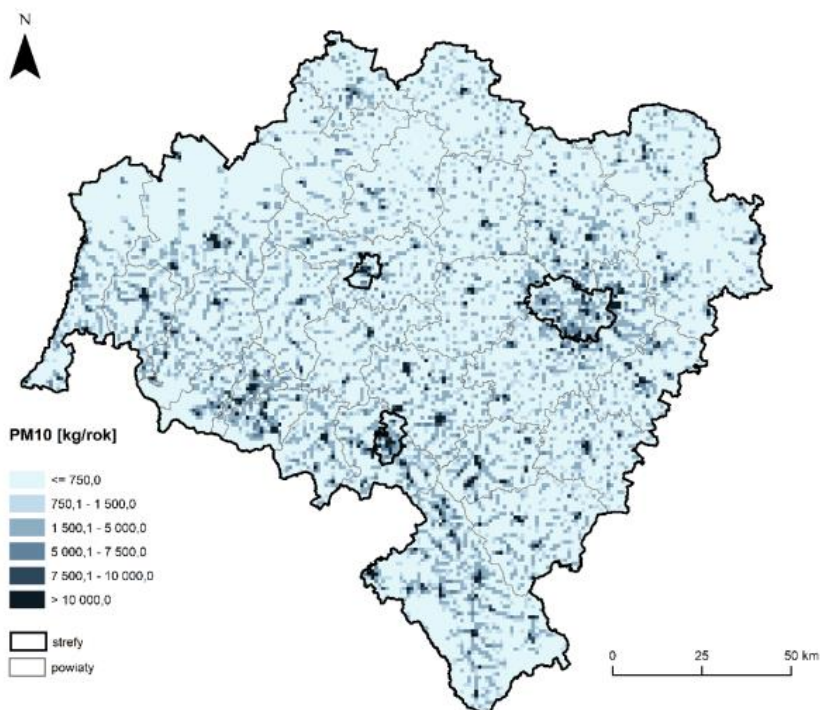 N
PM10 [kg/rok]
<= 750,0
750,1 - 1 500,0
1 500,1 - 5 000,0
5 000,1 - 7 500,0
7 500,1 - 10 000,0
> 10 000,0
strefy
powiaty
0 25 50 km